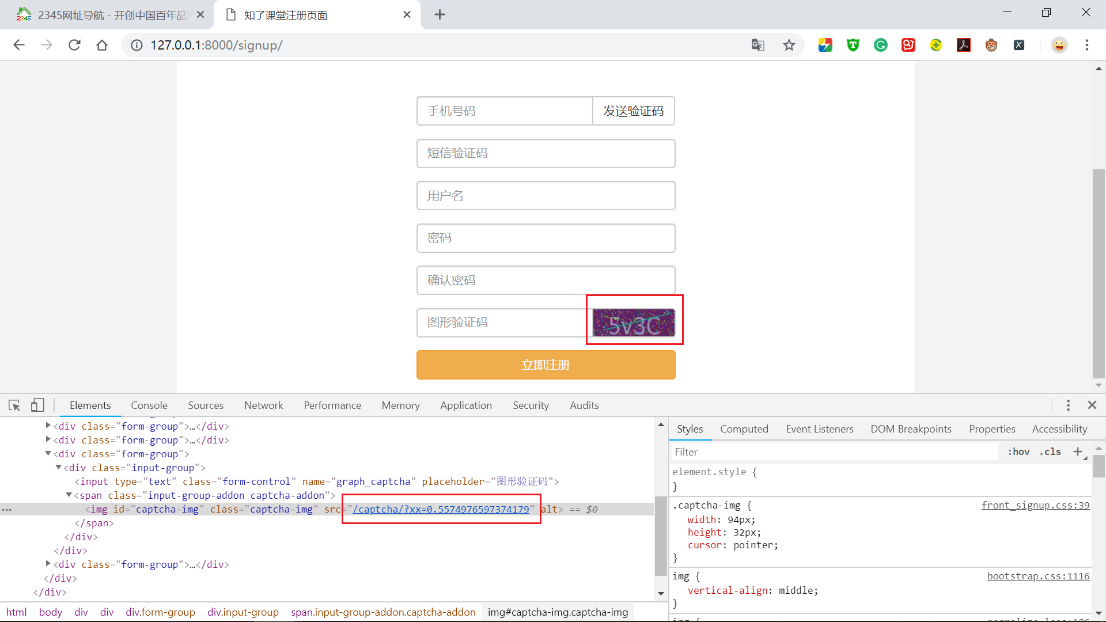 2345网址导航 - 开创中国百年品
知了课堂注册页面
127.0.0.1:8000/signup/
手机号码
发送验证码
短信验证码
用户名
密码
确认密码
图形验证码
5v3C
立即注册
Elements Console Sources Network Performance Memory Application Security Audits
<div class="form-group">…</div>
<div class="form-group">…</div>
<div class="form-group">
<div class="input-group">
<input type="text" class="form-control" name="graph_captcha" placeholder="图形验证码">
<span class="input-group-addon captcha-addon">
<img id="captcha-img" class="captcha-img" src="/captcha/?xx=0.5574976597374179" alt> == $0
</span>
</div>
</div>
<div class="form-group">…</div>
</div>
</div>
html body div div div.form-group div.input-group span.input-group-addon.captcha-addon img#captcha-img.captcha-img
Styles Computed Event Listeners DOM Breakpoints Properties Accessibility
Filter :hov .cls
element.style {
}
.captcha-img { front_signup.css:39
width: 94px;
height: 32px;
cursor: pointer;
}
img { bootstrap.css:1116
vertical-align: middle;
}